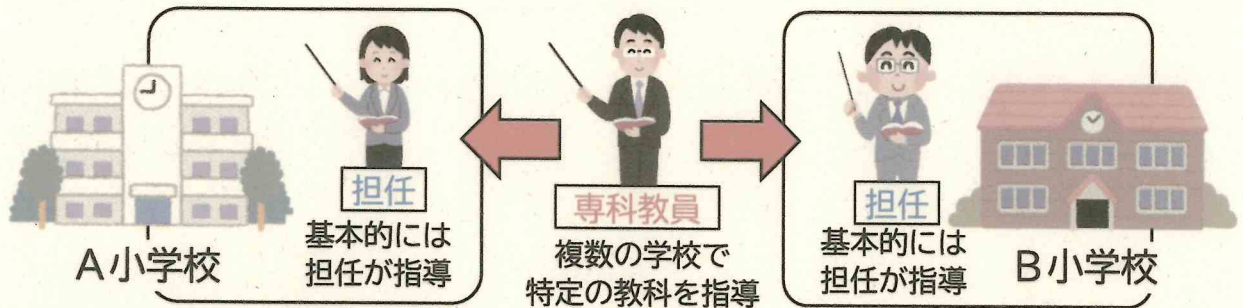 担任
基本的には
担任が指導
A小学校
専科教員
複数の学校で
特定の教科を指導
担任
基本的には
担任が指導
B小学校